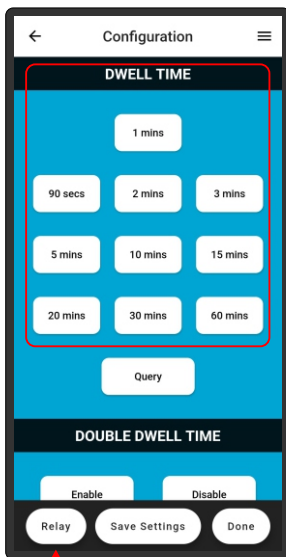 Configuration
DWELL TIME
1 mins
90 secs 2 mins 3 mins
5 mins 10 mins 15 mins
20 mins 30 mins 60 mins
Query
DOUBLE DWELL TIME
Enable Disable
Relay Save Settings Done